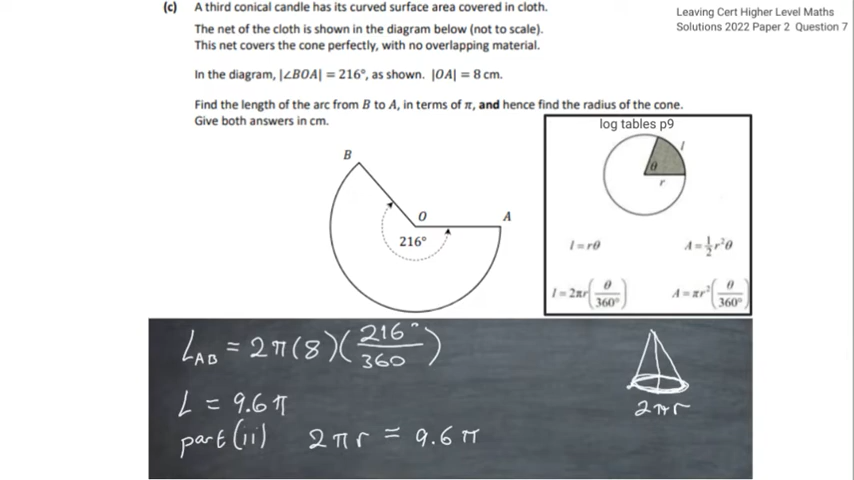 (c) A third conical candle has its curved surface area covered in cloth.
Leaving Cert Higher Level Maths
Solutions 2022 Paper 2 Question 7
The net of the cloth is shown in the diagram below (not to scale).
This net covers the cone perfectly, with no overlapping material.
In the diagram, |∠BOA| = 216°, as shown. |OA| = 8 cm.
Find the length of the arc from B to A, in terms of π, and hence find the radius of the cone.
Give both answers in cm.
log tables p9
B
O
A
216°
l
θ
r
l = rθ
A = 1/2 r²θ
l = 2πr(θ/360°)
A = πr²(θ/360°)
L_AB = 2π(8)(216°/360)
L = 9.6π
part(ii) 2πr = 9.6π
2πr